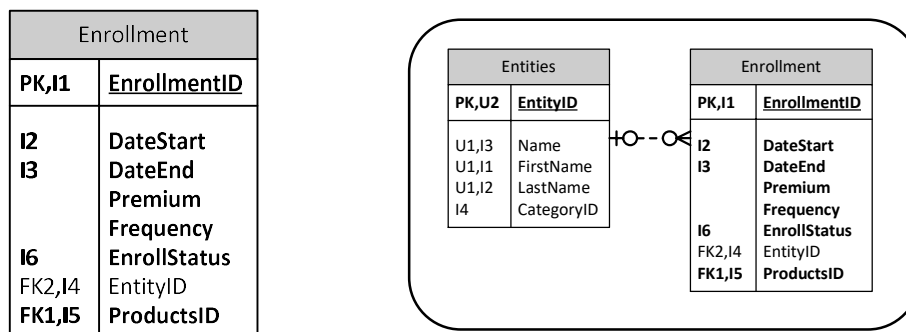 Enrollment
PK,I1 EnrollmentID
I2 DateStart
I3 DateEnd
Premium
Frequency
I6 EnrollStatus
FK2,I4 EntityID
FK1,I5 ProductsID
Entities
PK,U2 EntityID
U1,I3 Name
U1,I1 FirstName
U1,I2 LastName
I4 CategoryID
Enrollment
PK,I1 EnrollmentID
I2 DateStart
I3 DateEnd
Premium
Frequency
I6 EnrollStatus
FK2,I4 EntityID
FK1,I5 ProductsID